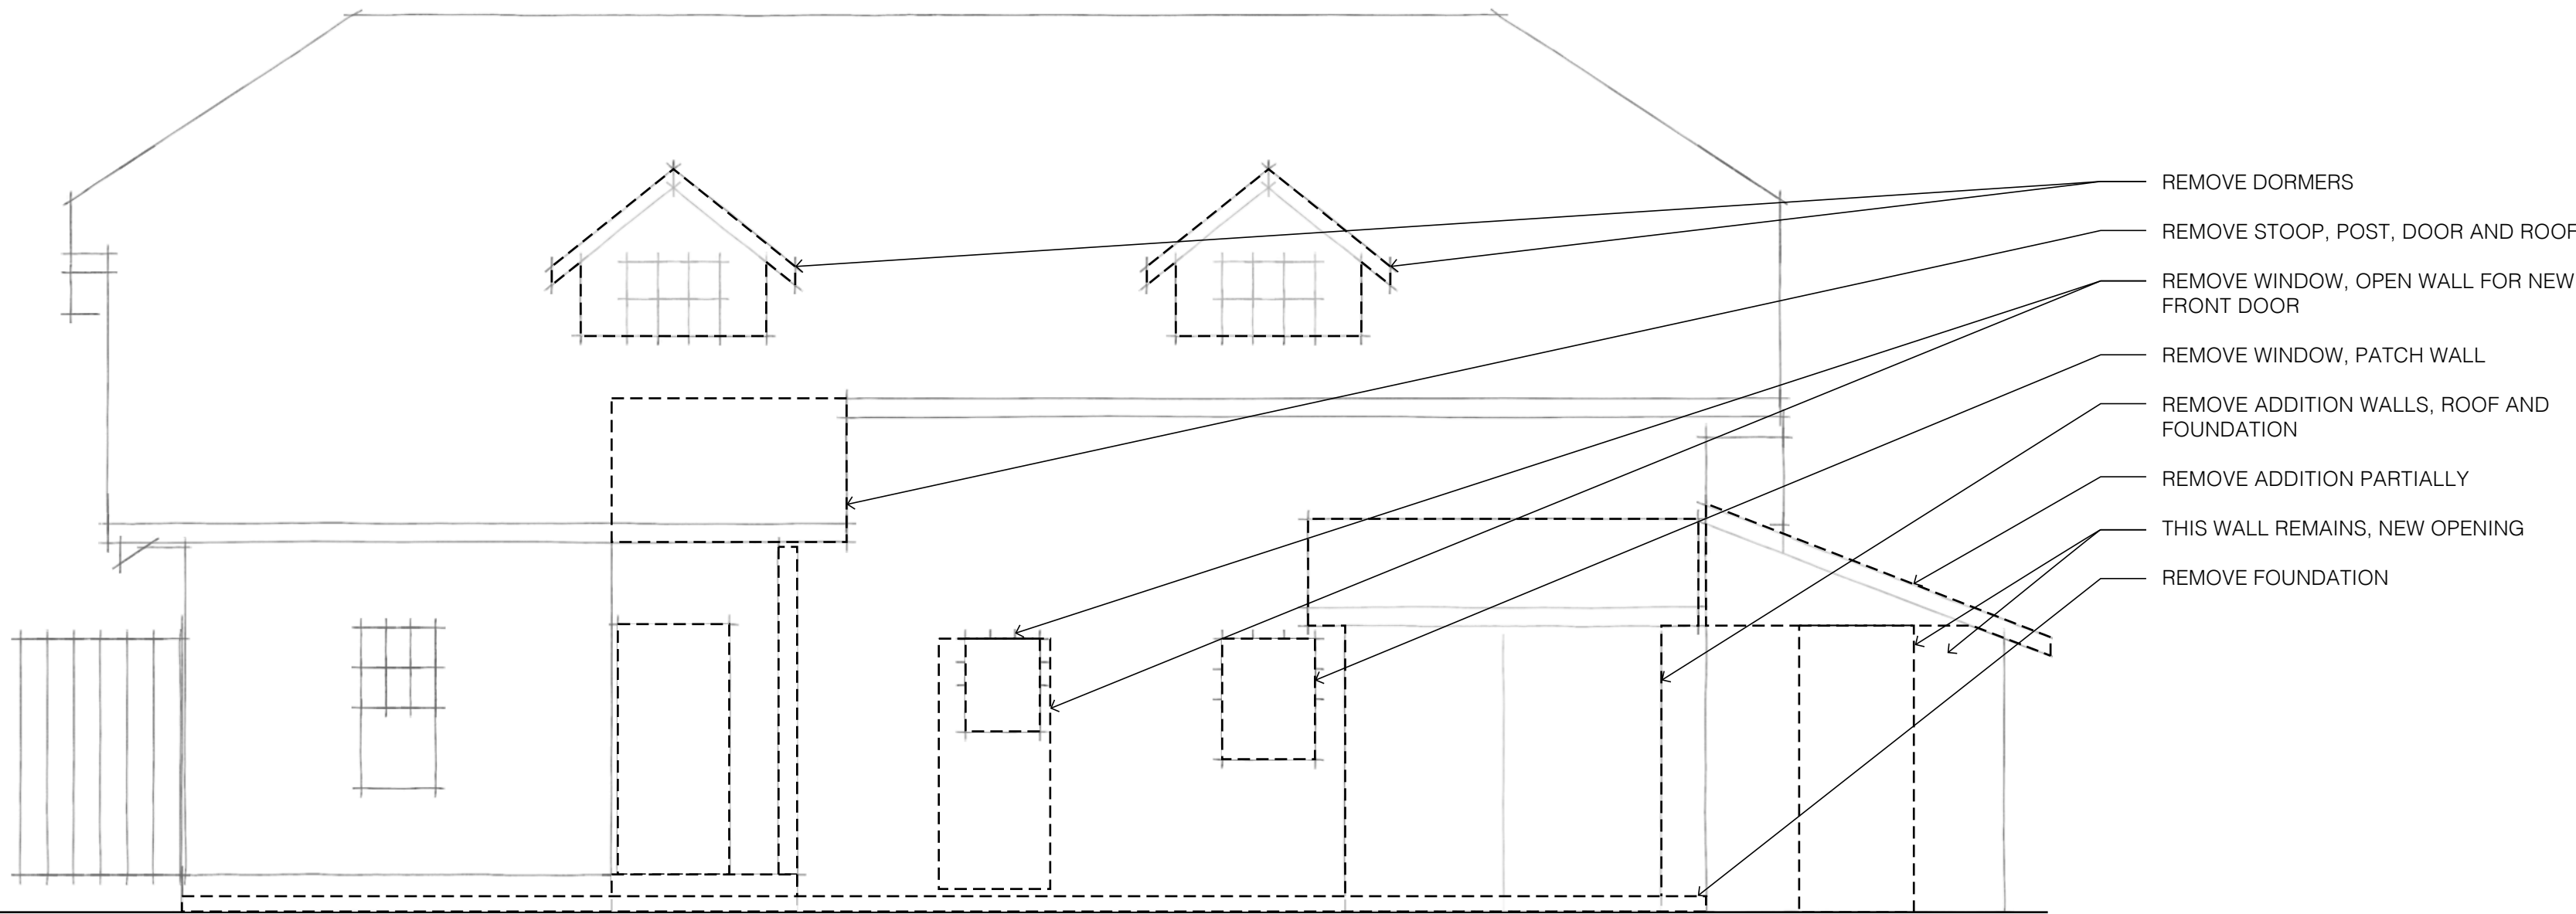 REMOVE DORMERS
REMOVE STOOP, POST, DOOR AND ROOF
REMOVE WINDOW, OPEN WALL FOR NEW
FRONT DOOR
REMOVE WINDOW, PATCH WALL
REMOVE ADDITION WALLS, ROOF AND
FOUNDATION
REMOVE ADDITION PARTIALLY
THIS WALL REMAINS, NEW OPENING
REMOVE FOUNDATION